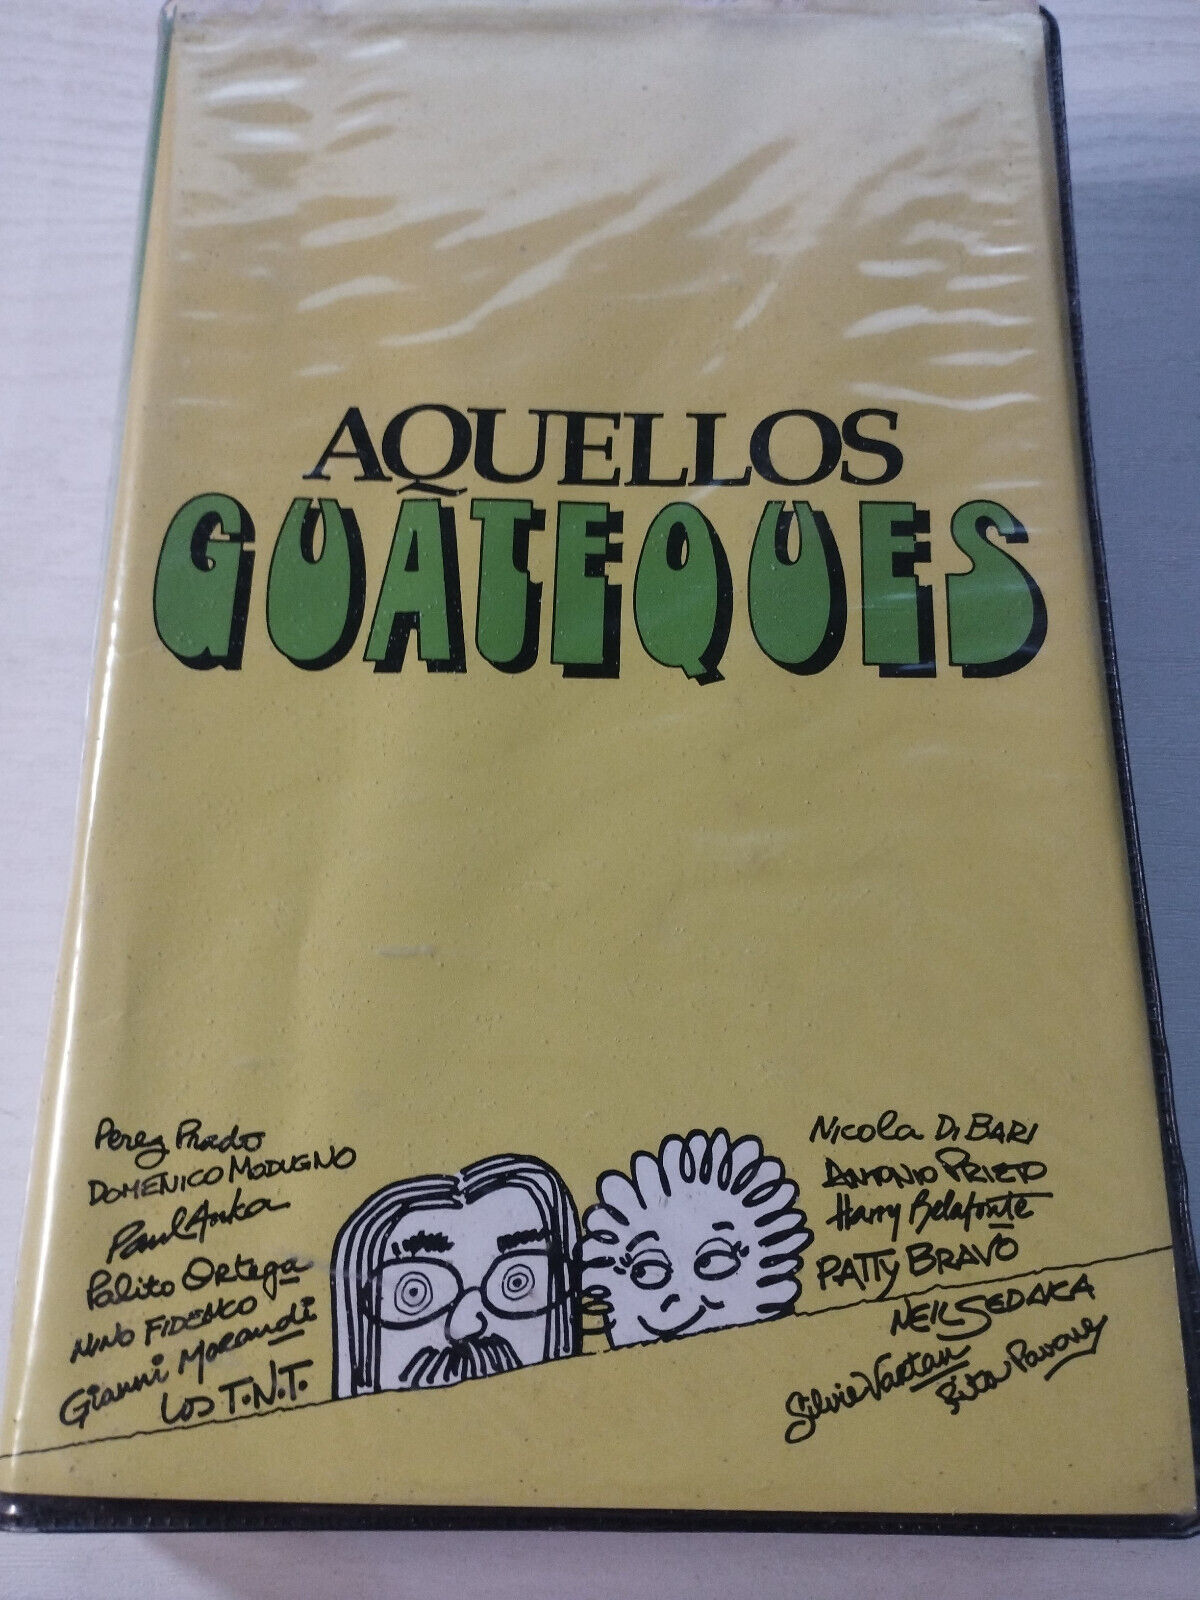 AQUELLOS
GUATEQUES
Perez Prado
DOMENICO MODUGNO
Paul Anka
Palito Ortega
NINO FIDENCO
Gianni Morandi
LOS T.N.T.
Nicola Di BARI
ANTONIO PRIETO
Harry Belafonte
PATTY BRAVO
NEIL SEDAKA
Silvie Vartan
Rita Pavone